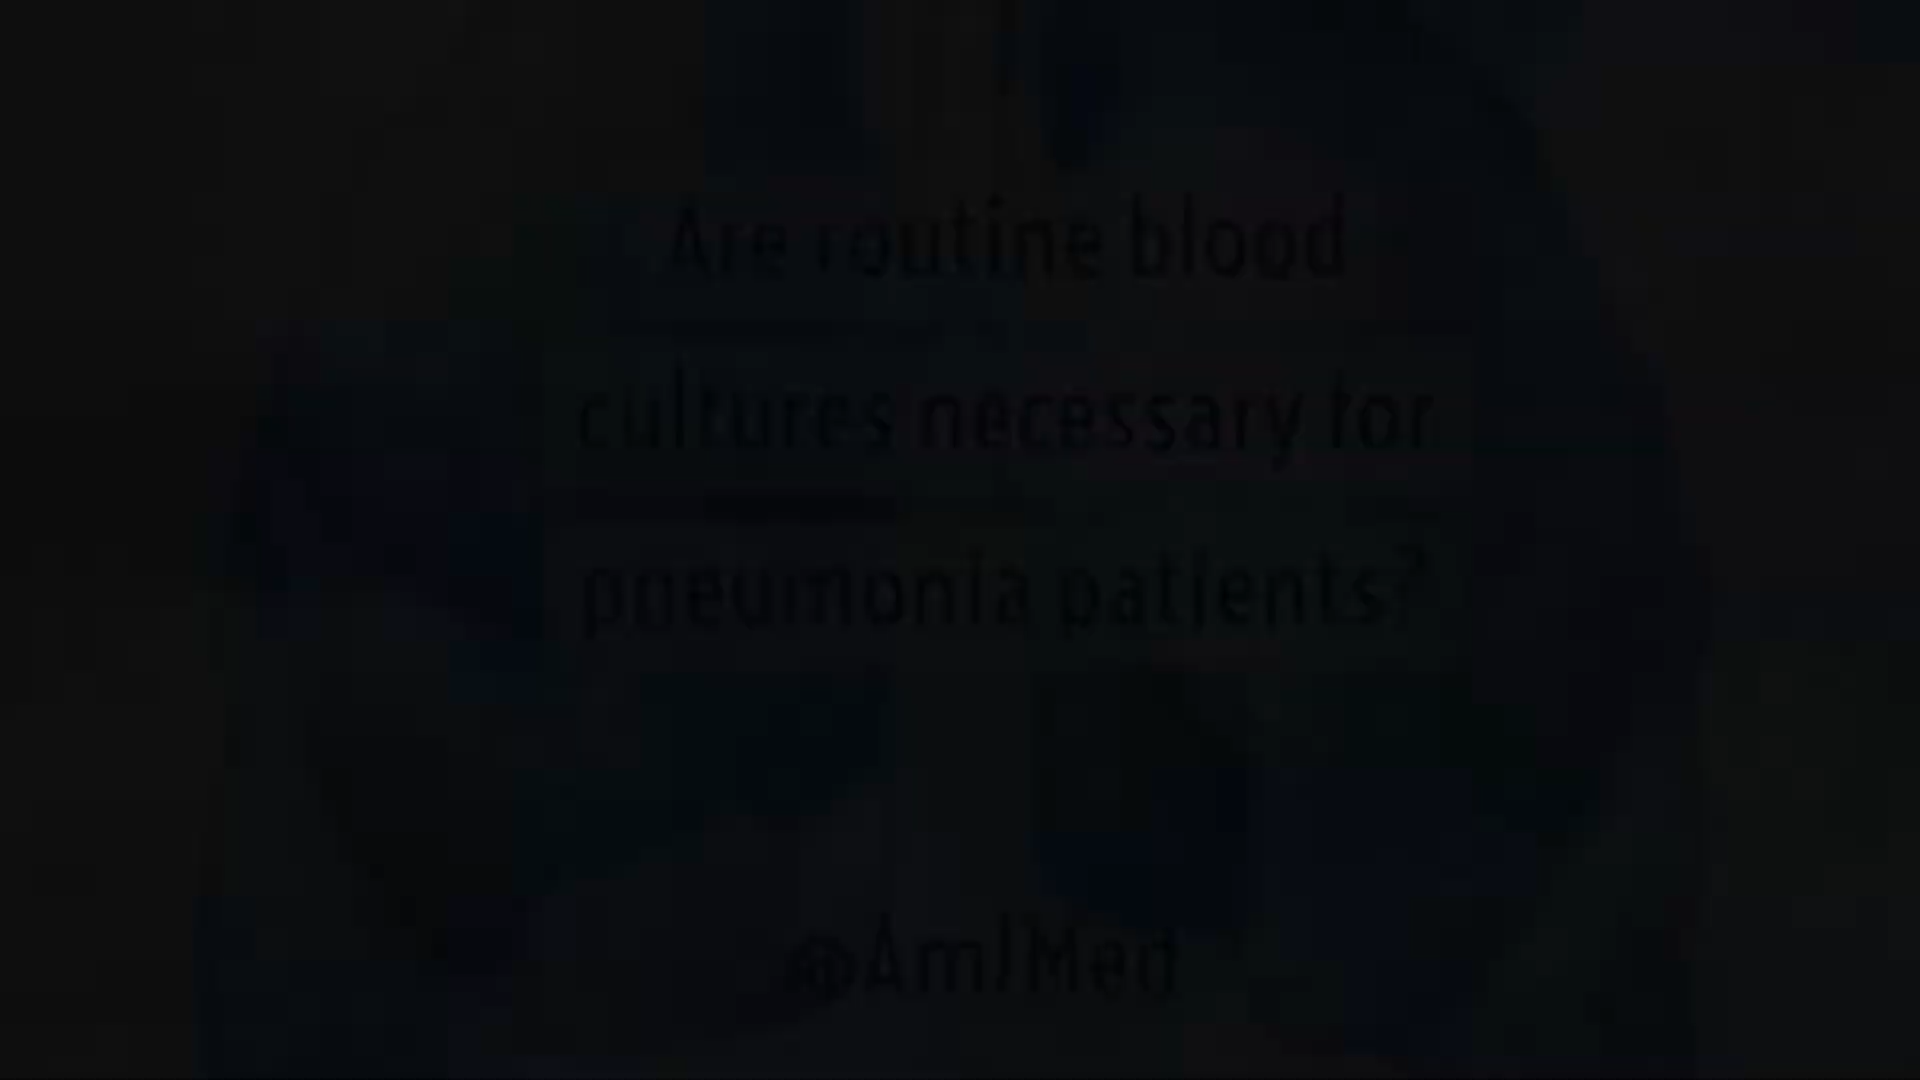 Are routine blood
cultures necessary for
pneumonia patients?
@AmJMed